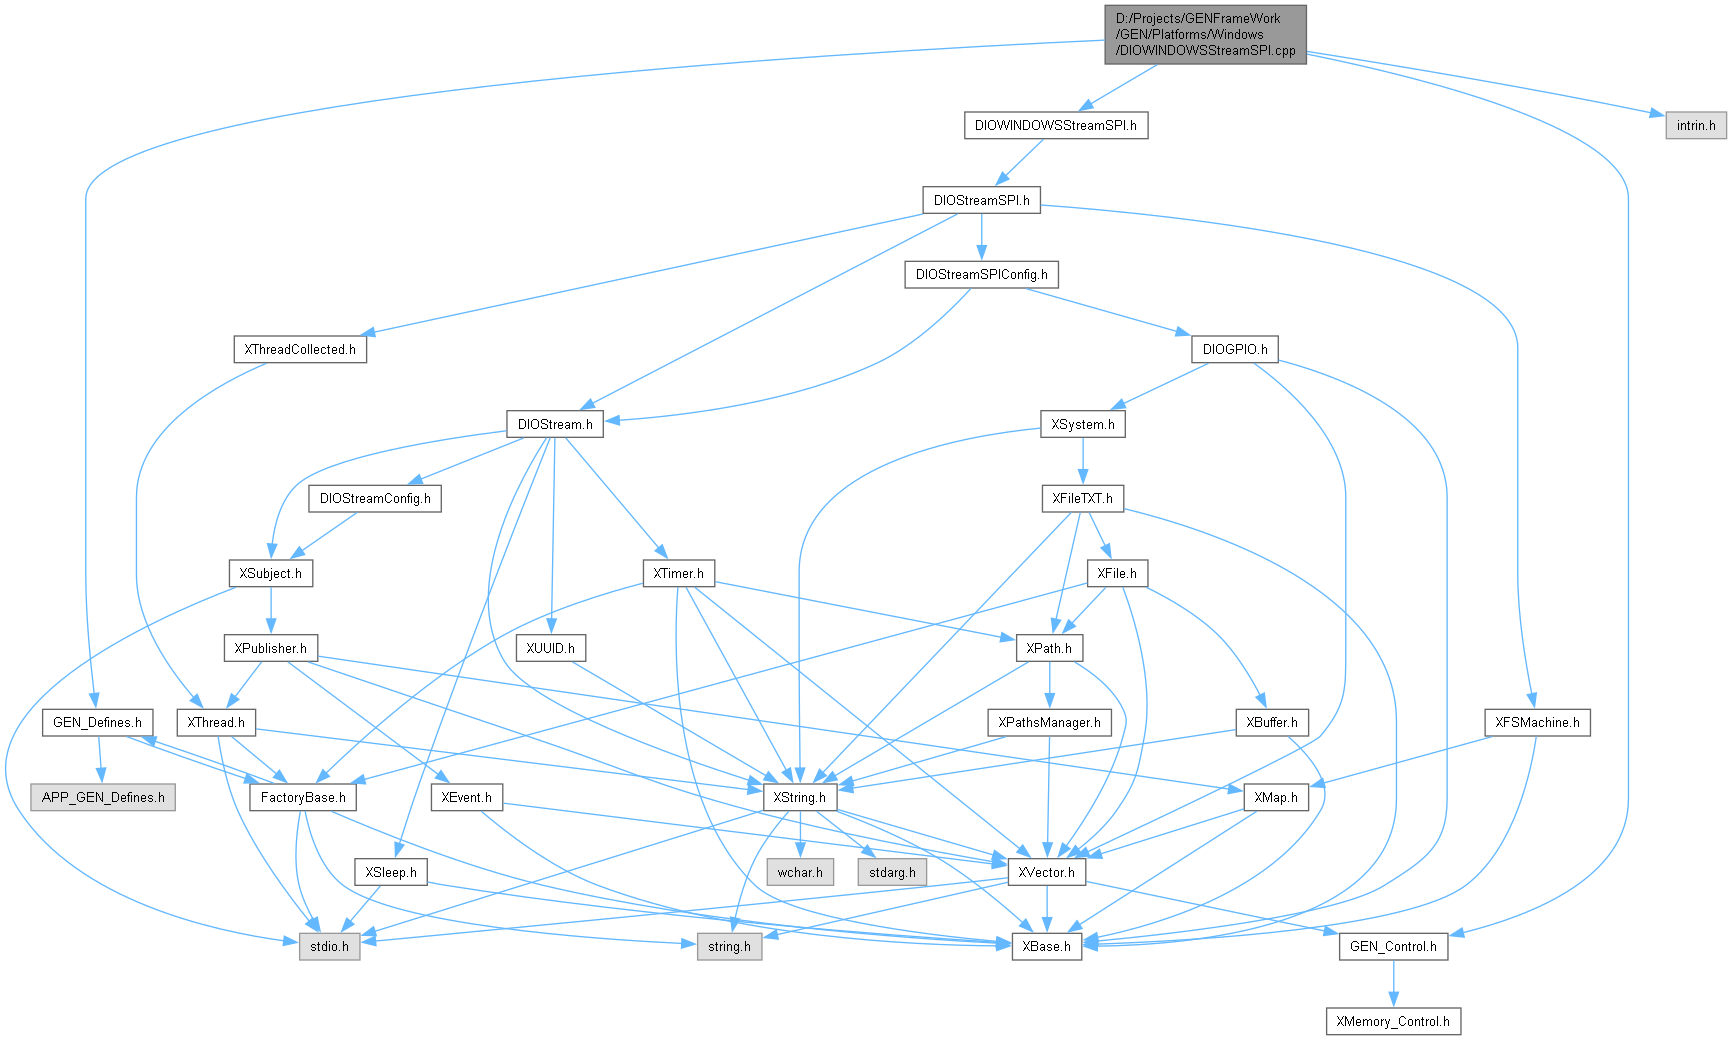 D:/Projects/GENFrameWork
/GEN/Platforms/Windows
/DIOWINDOWSStreamSPI.cpp
DIOWINDOWSStreamSPI.h
intrin.h
DIOStreamSPI.h
DIOStreamSPIConfig.h
XThreadCollected.h
DIOGPIO.h
DIOStream.h
XSystem.h
DIOStreamConfig.h
XFileTXT.h
XSubject.h
XTimer.h
XFile.h
XPublisher.h
XUUID.h
XPath.h
GEN_Defines.h
XThread.h
XPathsManager.h
XBuffer.h
XFSMachine.h
APP_GEN_Defines.h
FactoryBase.h
XEvent.h
XString.h
XMap.h
XSleep.h
wchar.h
stdarg.h
XVector.h
stdio.h
string.h
XBase.h
GEN_Control.h
XMemory_Control.h